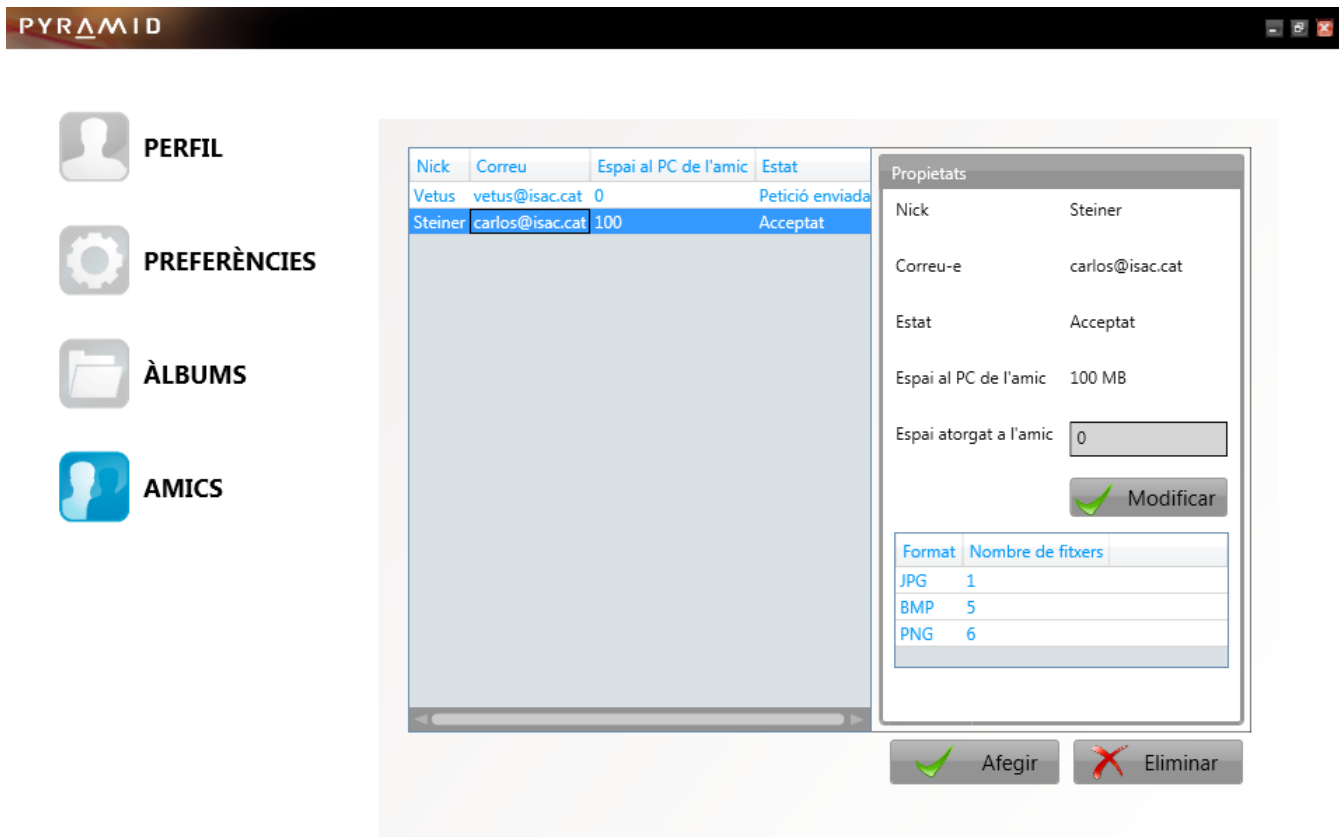 PYRAMID
PERFIL
PREFERÈNCIES
ÀLBUMS
AMICS
Nick Correu Espai al PC de l'amic Estat
Vetus vetus@isac.cat 0 Petició enviada
Steiner carlos@isac.cat 100 Acceptat
Propietats
Nick Steiner
Correu-e carlos@isac.cat
Estat Acceptat
Espai al PC de l'amic 100 MB
Espai atorgat a l'amic 0
Modificar
Format Nombre de fitxers
JPG 1
BMP 5
PNG 6
Afegir Eliminar